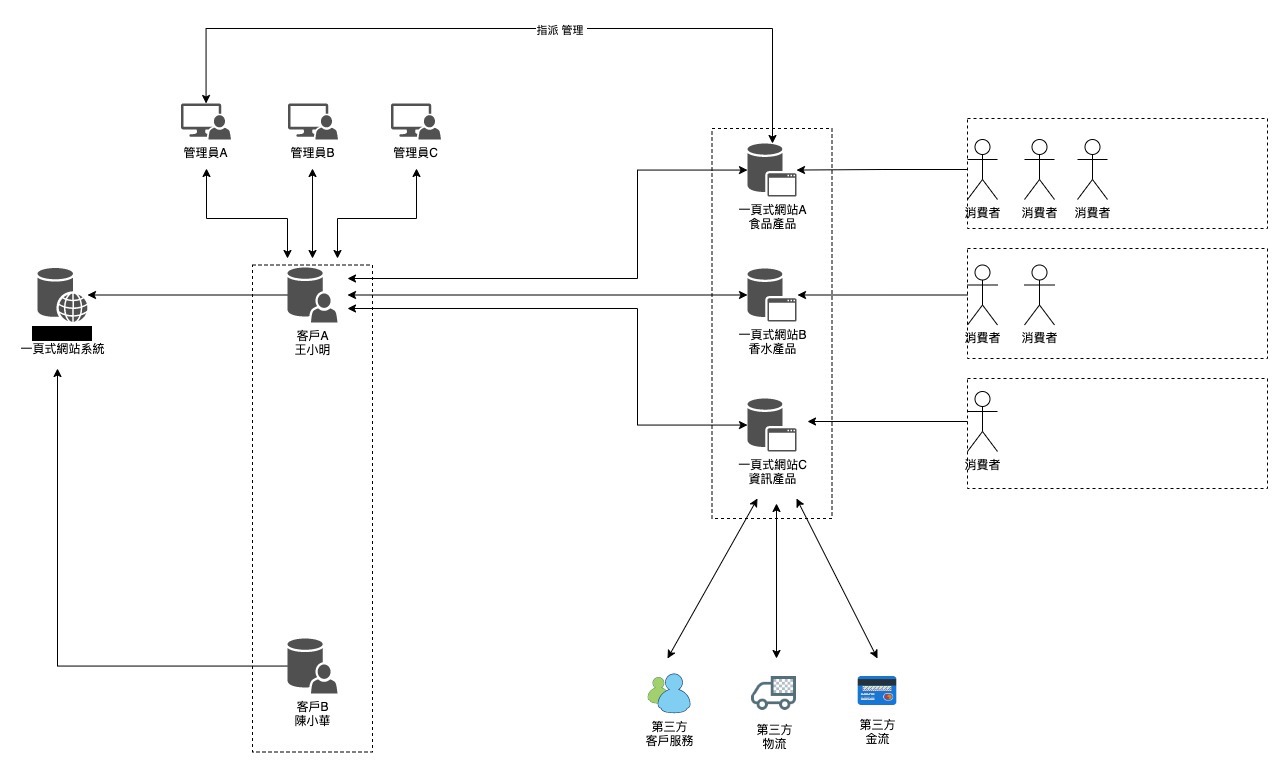 指派 管理
管理員A
管理員B
管理員C
一頁式網站A
食品產品
消費者
消費者
消費者
一頁式網站系統
客戶A
王小明
一頁式網站B
香水產品
消費者
消費者
一頁式網站C
資訊產品
消費者
客戶B
陳小華
第三方
客戶服務
第三方
物流
第三方
金流